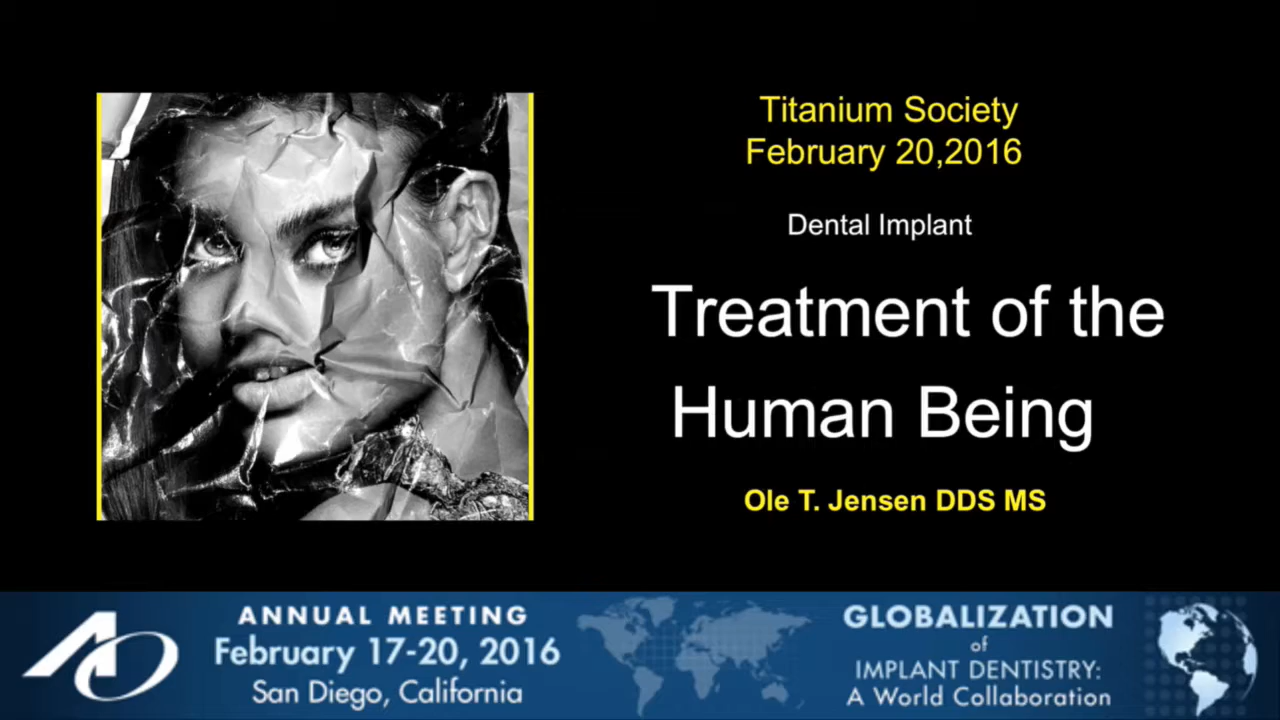 Titanium Society
February 20,2016
Dental Implant
Treatment of the
Human Being
Ole T. Jensen DDS MS
AO
ANNUAL MEETING
February 17-20, 2016
San Diego, California
GLOBALIZATION
of
IMPLANT DENTISTRY:
A World Collaboration